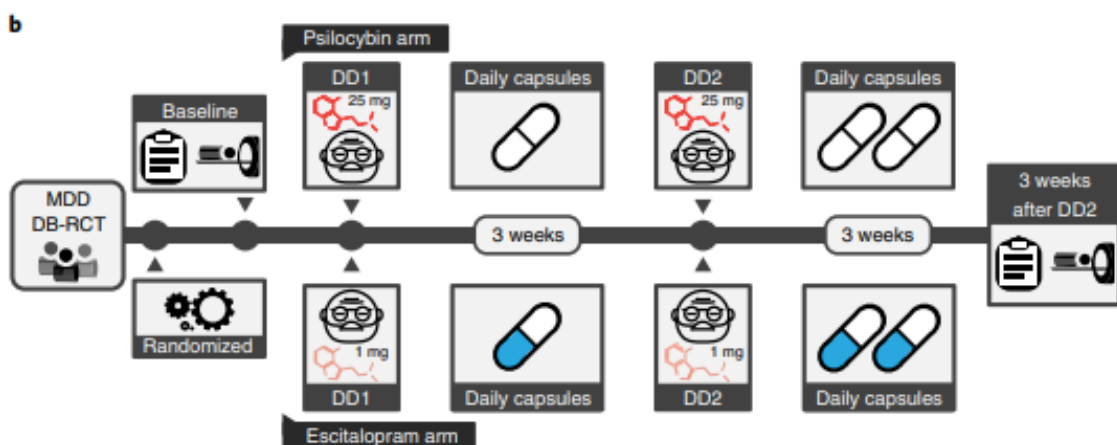 b
Psilocybin arm
DD1
25 mg
Daily capsules
DD2
25 mg
Daily capsules
Baseline
MDD
DB-RCT
3 weeks
3 weeks
3 weeks
after DD2
Randomized
1 mg
DD1
Daily capsules
1 mg
DD2
Daily capsules
Escitalopram arm